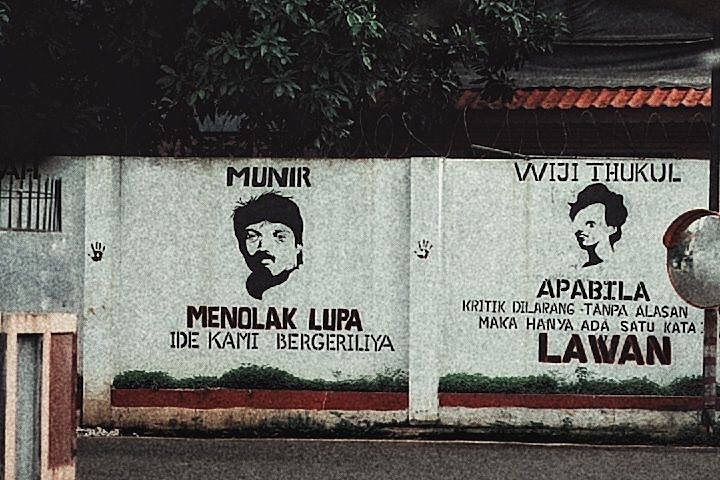 MUNIR
MENOLAK LUPA
IDE KAMI BERGERILIYA
WIJI THUKUL
APABILA
KRITIK DILARANG TANPA ALASAN
MAKA HANYA ADA SATU KATA :
LAWAN